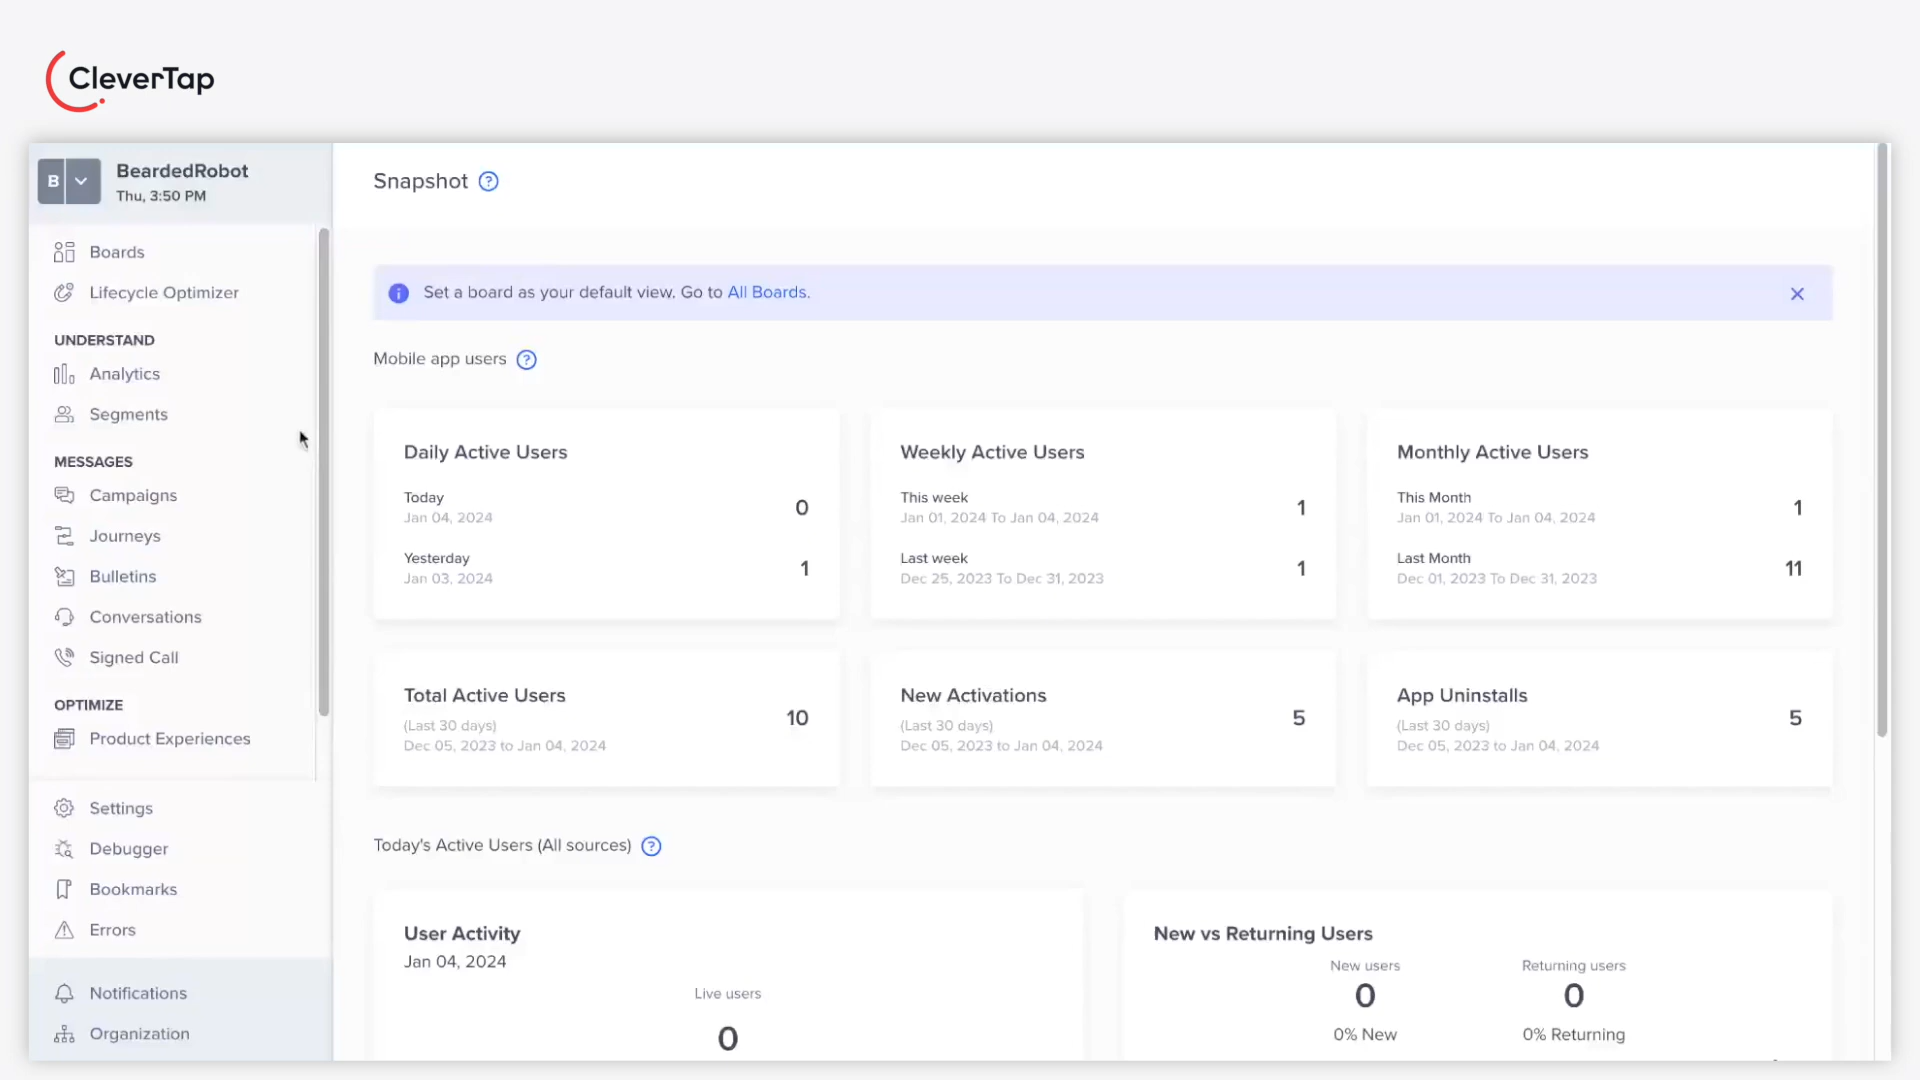 CleverTap
B
BeardedRobot
Thu, 3:50 PM
Boards
Lifecycle Optimizer
UNDERSTAND
Analytics
Segments
MESSAGES
Campaigns
Journeys
Bulletins
Conversations
Signed Call
OPTIMIZE
Product Experiences
Settings
Debugger
Bookmarks
Errors
Notifications
Organization
Snapshot ?
i Set a board as your default view. Go to All Boards.
Mobile app users ?
Daily Active Users
Today
Jan 04, 2024
0
Yesterday
Jan 03, 2024
1
Weekly Active Users
This week
Jan 01, 2024 To Jan 04, 2024
1
Last week
Dec 25, 2023 To Dec 31, 2023
1
Monthly Active Users
This Month
Jan 01, 2024 To Jan 04, 2024
1
Last Month
Dec 01, 2023 To Dec 31, 2023
11
Total Active Users
(Last 30 days)
Dec 05, 2023 to Jan 04, 2024
10
New Activations
(Last 30 days)
Dec 05, 2023 to Jan 04, 2024
5
App Uninstalls
(Last 30 days)
Dec 05, 2023 to Jan 04, 2024
5
Today's Active Users (All sources) ?
User Activity
Jan 04, 2024
Live users
0
New vs Returning Users
New users
0
0% New
Returning users
0
0% Returning